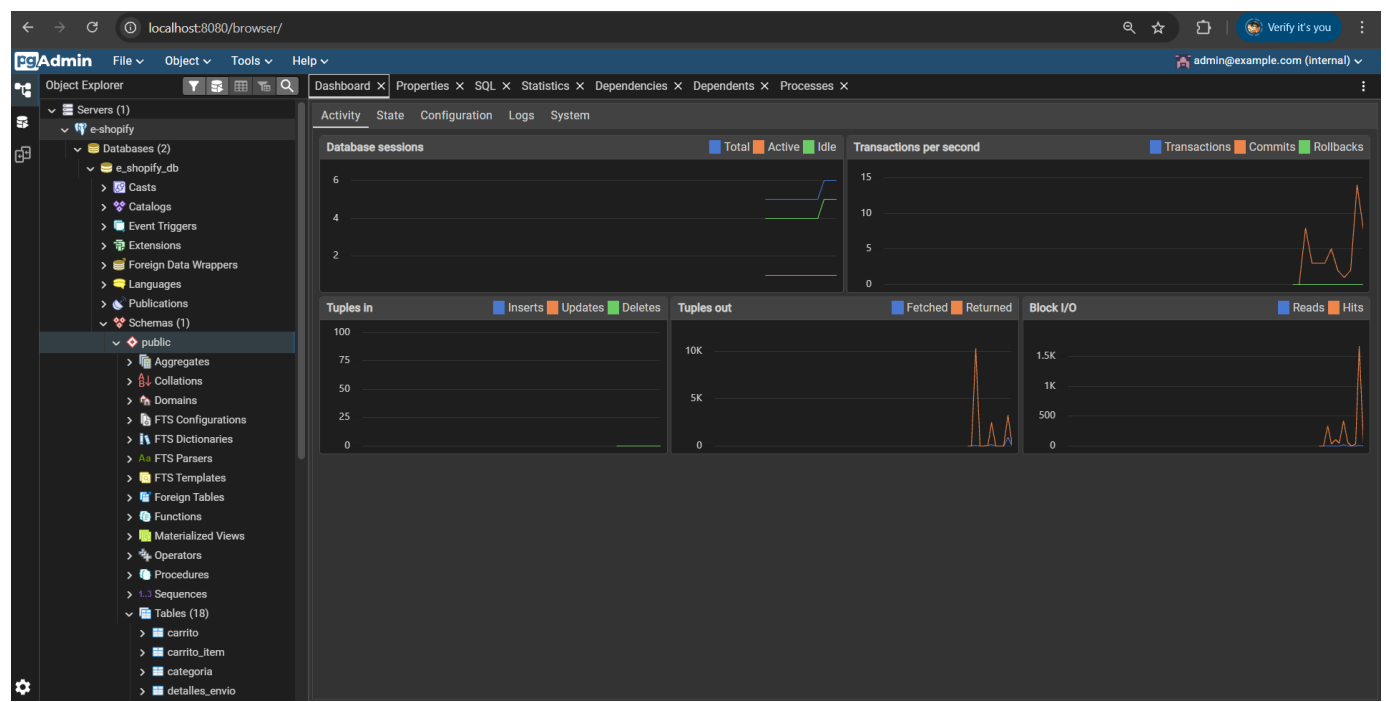 localhost:8080/browser/
Verify it's you
pgAdmin File Object Tools Help
admin@example.com (internal)
Object Explorer
Dashboard Properties SQL Statistics Dependencies Dependents Processes
Servers (1)
e-shopify
Databases (2)
e_shopify_db
Casts
Catalogs
Event Triggers
Extensions
Foreign Data Wrappers
Languages
Publications
Schemas (1)
public
Aggregates
Collations
Domains
FTS Configurations
FTS Dictionaries
Aa FTS Parsers
FTS Templates
Foreign Tables
Functions
Materialized Views
Operators
Procedures
1..3 Sequences
Tables (18)
carrito
carrito_item
categoria
detalles_envio
Activity State Configuration Logs System
Database sessions Total Active Idle
6
4
2
Transactions per second Transactions Commits Rollbacks
15
10
5
0
Tuples in Inserts Updates Deletes
100
75
50
25
0
Tuples out Fetched Returned
10K
5K
0
Block I/O Reads Hits
1.5K
1K
500
0